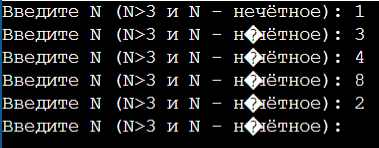 Введите N (N>3 и N - нечётное): 1
Введите N (N>3 и N - н�чётное): 3
Введите N (N>3 и N - н�чётное): 4
Введите N (N>3 и N - н�чётное): 8
Введите N (N>3 и N - н�чётное): 2
Введите N (N>3 и N - н�чётное):